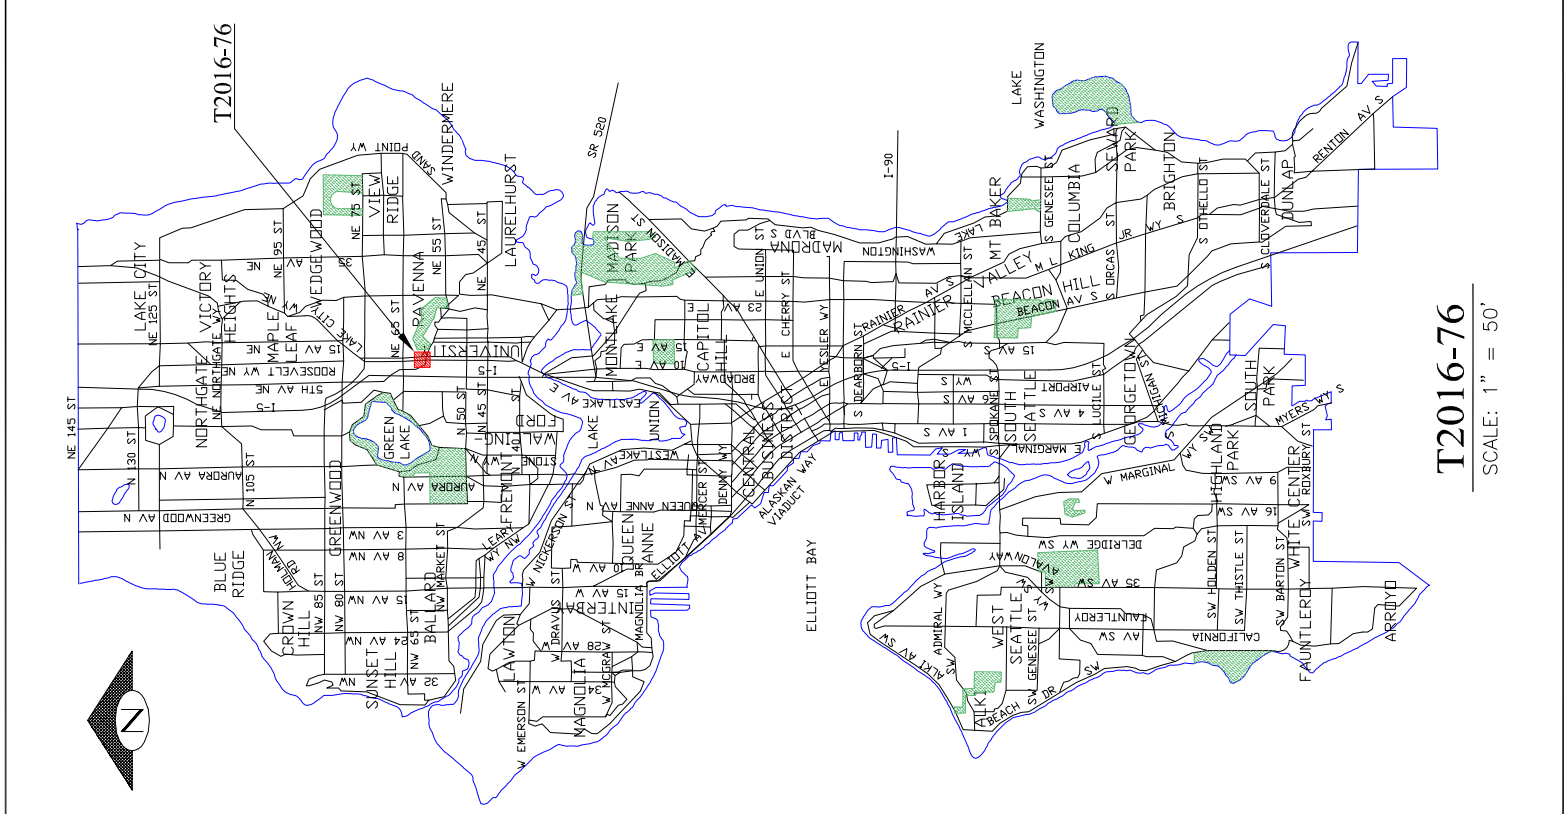 T2016-76
LAKE CITY
NE 125 ST
VICTORY
HEIGHTS
NE 95 ST
WEDGEWOOD
35 AV NE
NE 75 ST
VIEW
RIDGE
SAND
POINT WY
WINDERMERE
NE 55 ST
RAVENNA
NE 45 ST
LAURELHURST
LAKE CITY WY NE
MAPLE
LEAF
NE 65 ST
15 AV NE
ROOSEVELT WY NE
5TH AV NE
I-5
NE NORTHGATE WY
NORTHGATE
I-5
UNIVERSITY
NE 145 ST
N 130 ST
AURORA AV N
N 105 ST
GREENWOOD AV N
GREENWOOD
GREEN
LAKE
AURORA AV N
N 50 ST
N 45 ST
N 40 ST
WALLING-
FORD
STONE WY N
FREMONT
LEARY
WY NW
3 AV NW
8 AV NW
15 AV NW
24 AV NW
32 AV NW
HOLMAN
RD NW
BLUE
RIDGE
CROWN
HILL
NW 85 ST
NW 80 ST
NW 65 ST
NW MARKET ST
BALLARD
SUNSET
HILL
N
SR 520
MADISON
PARK
E MADISON ST
MONTLAKE
CAPITOL
HILL
23 AV E
15 AV E
10 AV E
BROADWAY
EASTLAKE AV E
LAKE
UNION
WESTLAKE AV N
DENNY WY
MERCER ST
QUEEN ANNE AV N
QUEEN
ANNE
W NICKERSON ST
10 AV W
15 AV W
ELLIOTT AV
INTERBAY
LAWTON
W DRAVUS ST
28 AV W
34 AV W
W MCGRAW ST
MAGNOLIA BR
MAGNOLIA
W EMERSON ST
E UNION ST
E CHERRY ST
E YESLER WY
MADRONA
LAKE
WASHINGTON
BLVD S
CENTRAL
BUSINESS
DISTRICT
ALASKAN WAY
VIADUCT
ELLIOTT BAY
I-90
S DEARBORN ST
RAINIER AV S
RAINIER
VALLEY
MT BAKER
S MCCLELLAN ST
BEACON HILL
BEACON AV S
15 AV S
I-5
AIRPORT WY S
6 AV S
4 AV S
1 AV S
S SPOKANE ST
SOUTH
SEATTLE
S LUCILE ST
GEORGETOWN
S MICHIGAN ST
E MARGINAL WY S
HARBOR
ISLAND
W MARGINAL WY SW
LAKE
WASHINGTON
S GENESEE ST
COLUMBIA
SEWARD
PARK
S ORCAS ST
M L KING JR WY S
BRIGHTON
S OTHELLO ST
S CLOVERDALE ST
DUNLAP
RENTON AV S
SOUTH
PARK
MYERS WY S
HIGHLAND
PARK
9 AV SW
16 AV SW
SW ROXBURY ST
WHITE CENTER
DELRIDGE WY SW
AVALON WAY
35 AV SW
SW HOLDEN ST
SW THISTLE ST
SW BARTON ST
FAUNTLEROY
FAUNTLEROY WY SW
CALIFORNIA AV SW
ARROYO
ADMIRAL WY SW
WEST
SEATTLE
SW GENESEE ST
ALKI AV SW
ALKI
BEACH DR SW
T2016-76
SCALE: 1" = 50'